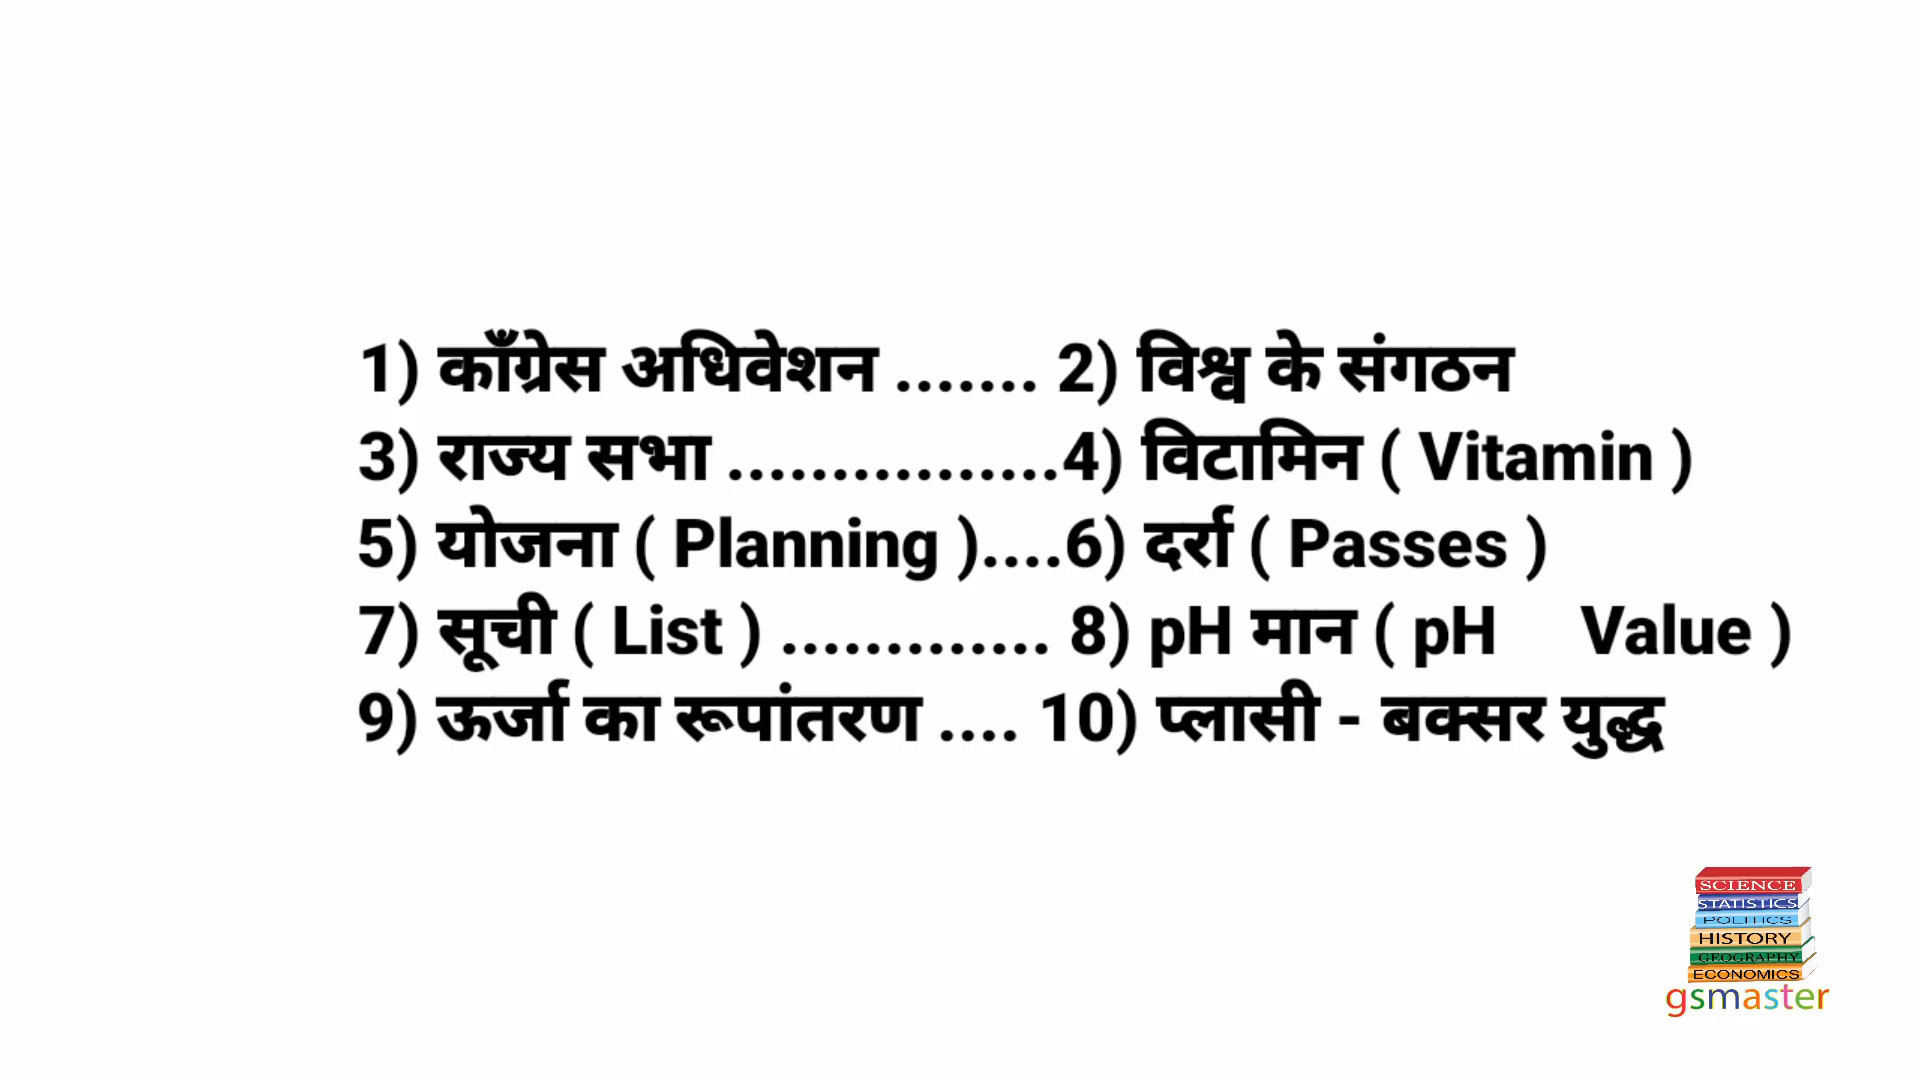 1) काँग्रेस अधिवेशन ....... 2) विश्व के संगठन
3) राज्य सभा ................4) विटामिन ( Vitamin )
5) योजना ( Planning )....6) दर्रा ( Passes )
7) सूची ( List ) ............. 8) pH मान ( pH Value )
9) ऊर्जा का रूपांतरण .... 10) प्लासी - बक्सर युद्ध
SCIENCE
STATISTICS
POLITICS
HISTORY
GEOGRAPHY
ECONOMICS
gsmaster